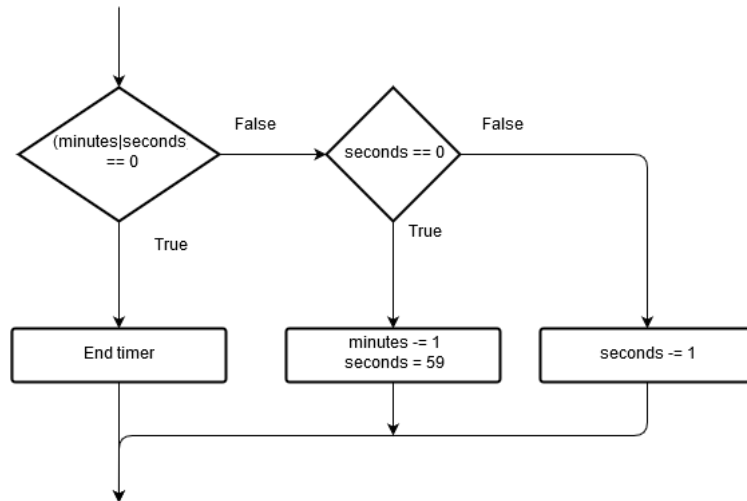 False
False
(minutes|seconds
== 0
seconds == 0
True
True
End timer
minutes -= 1
seconds = 59
seconds -= 1